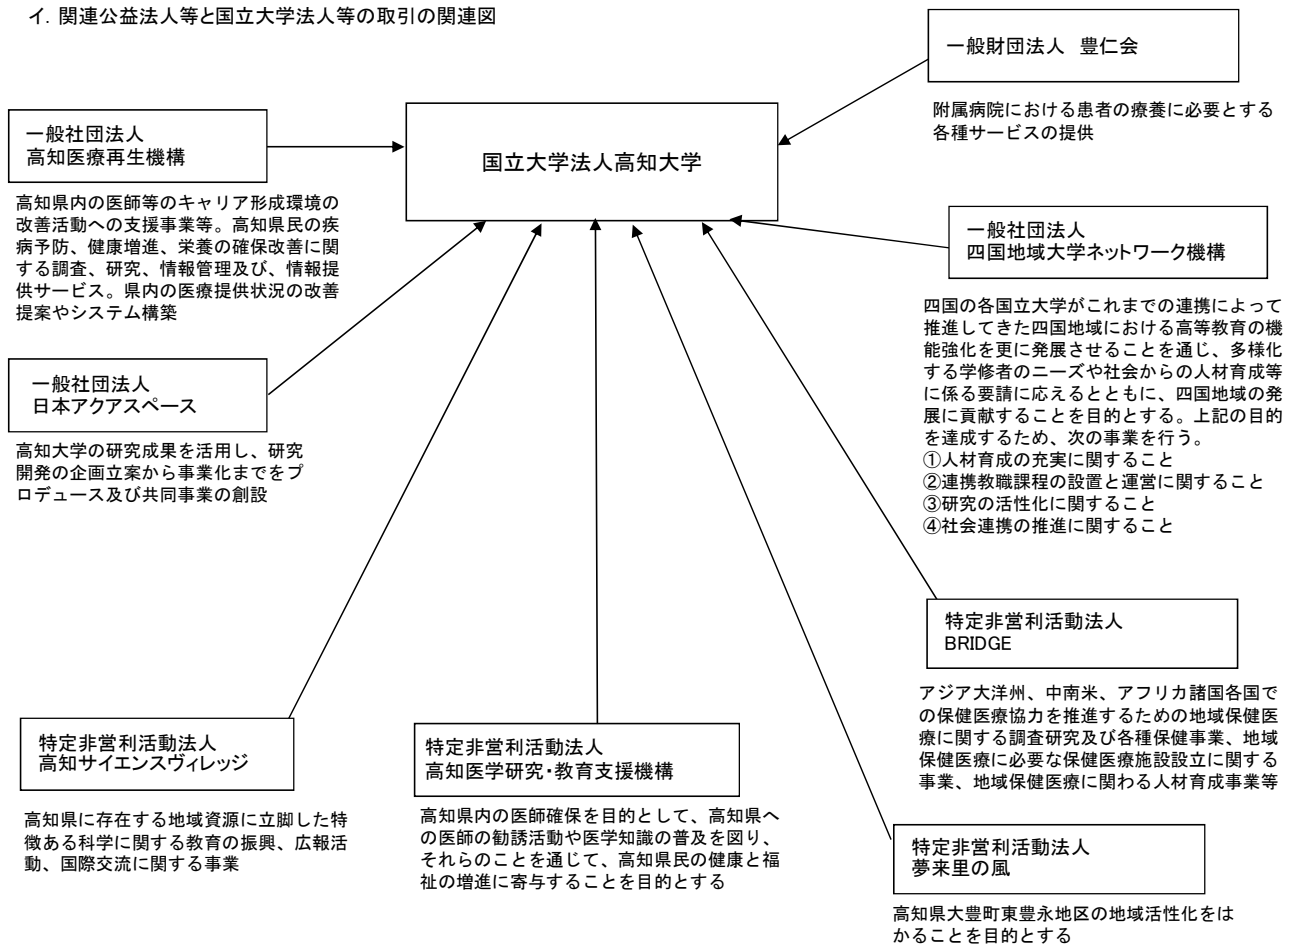 イ. 関連公益法人等と国立大学法人等の取引の関連図
一般財団法人　豊仁会
附属病院における患者の療養に必要とする
各種サービスの提供
国立大学法人高知大学
一般社団法人
高知医療再生機構
高知県内の医師等のキャリア形成環境の
改善活動への支援事業等。高知県民の疾
病予防、健康増進、栄養の確保改善に関
する調査、研究、情報管理及び、情報提
供サービス。県内の医療提供状況の改善
提案やシステム構築
一般社団法人
四国地域大学ネットワーク機構
四国の各国立大学がこれまでの連携によって
推進してきた四国地域における高等教育の機
能強化を更に発展させることを通じ、多様化
する学修者のニーズや社会からの人材育成等
に係る要請に応えるとともに、四国地域の発
展に貢献することを目的とする。上記の目的
を達成するため、次の事業を行う。
①人材育成の充実に関すること
②連携教職課程の設置と運営に関すること
③研究の活性化に関すること
④社会連携の推進に関すること
一般社団法人
日本アクアスペース
高知大学の研究成果を活用し、研究
開発の企画立案から事業化までをプ
ロデュース及び共同事業の創設
特定非営利活動法人
BRIDGE
アジア大洋州、中南米、アフリカ諸国各国で
の保健医療協力を推進するための地域保健医
療に関する調査研究及び各種保健事業、地域
保健医療に必要な保健医療施設設立に関する
事業、地域保健医療に関わる人材育成事業等
特定非営利活動法人
高知サイエンスヴィレッジ
高知県に存在する地域資源に立脚した特
徴ある科学に関する教育の振興、広報活
動、国際交流に関する事業
特定非営利活動法人
高知医学研究・教育支援機構
高知県内の医師確保を目的として、高知県へ
の医師の勧誘活動や医学知識の普及を図り、
それらのことを通じて、高知県民の健康と福
祉の増進に寄与することを目的とする
特定非営利活動法人
夢来里の風
高知県大豊町東豊永地区の地域活性化をは
かることを目的とする